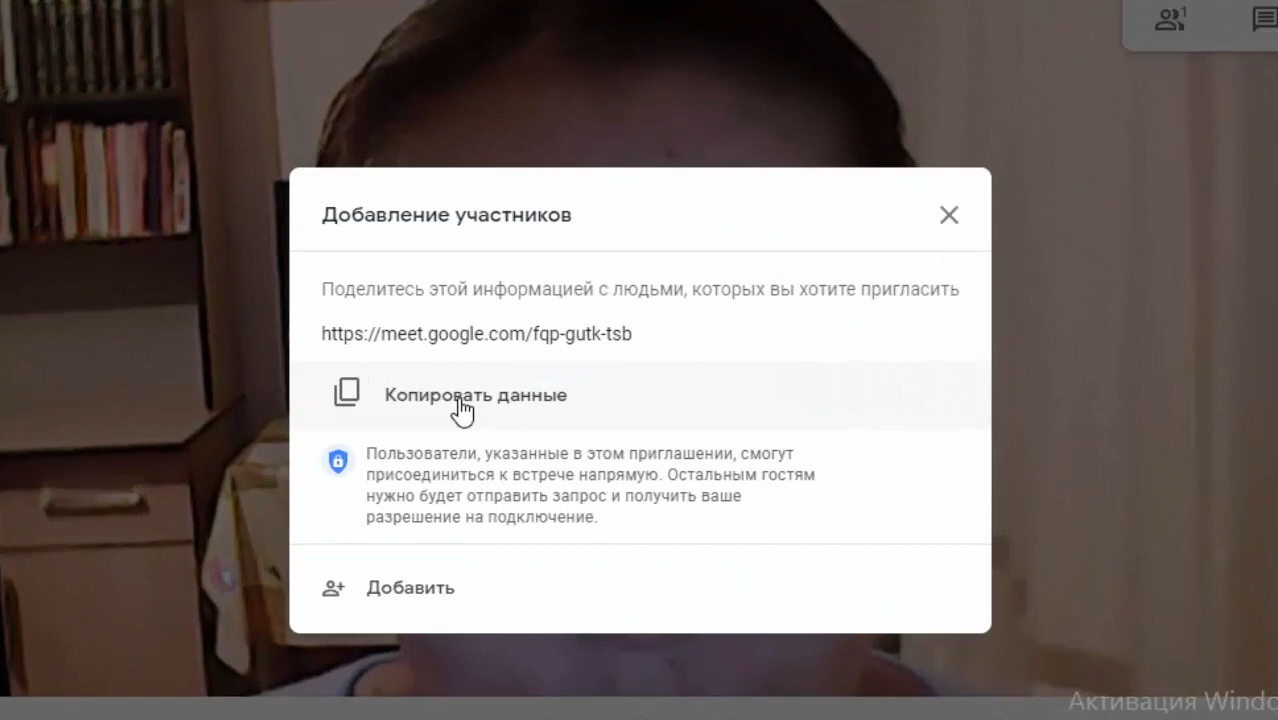 1
Добавление участников
Поделитесь этой информацией с людьми, которых вы хотите пригласить
https://meet.google.com/fqp-gutk-tsb
Копировать данные
Пользователи, указанные в этом приглашении, смогут
присоединиться к встрече напрямую. Остальным гостям
нужно будет отправить запрос и получить ваше
разрешение на подключение.
Добавить
Активация Windo